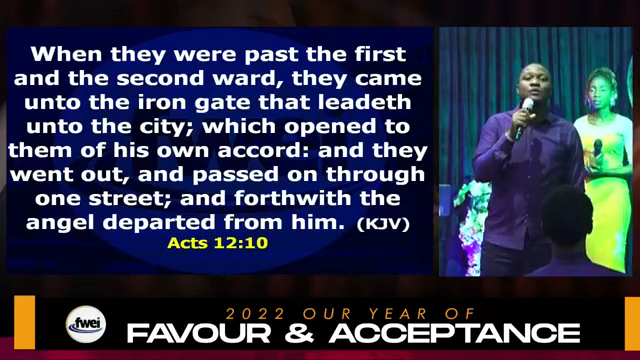 When they were past the first
and the second ward, they came
unto the iron gate that leadeth
unto the city; which opened to
them of his own accord: and they
went out, and passed on through
one street; and forthwith the
angel departed from him. (KJV)
Acts 12:10
fwei
2022 OUR YEAR OF
FAVOUR & ACCEPTANCE